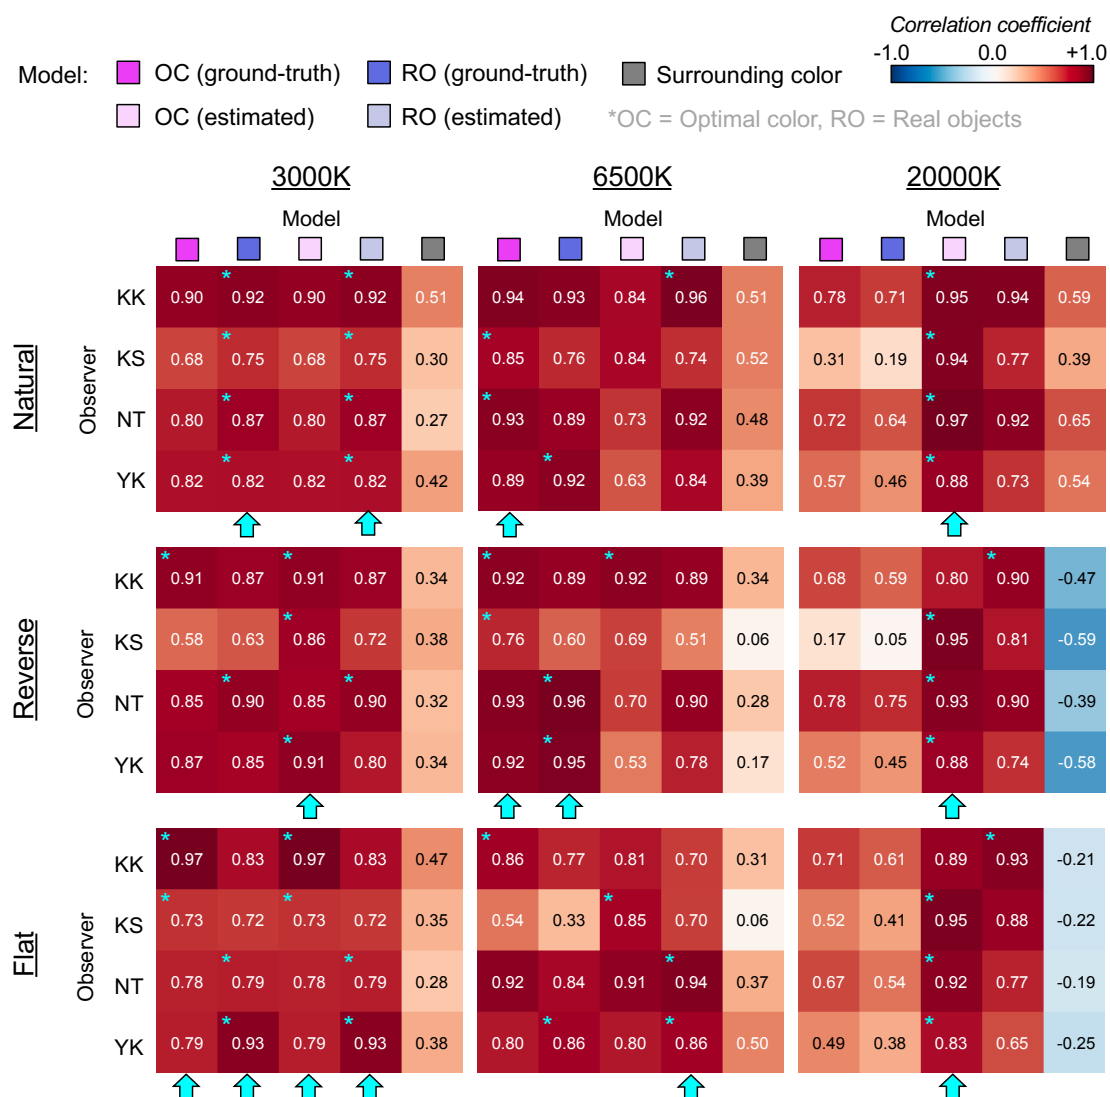 Correlation coefficient
-1.0 0.0 +1.0
Model: OC (ground-truth) RO (ground-truth) Surrounding color
OC (estimated) RO (estimated) *OC = Optimal color, RO = Real objects
3000K 6500K 20000K
Model Model Model
Natural
Observer
KK 0.90 * 0.92 0.90 * 0.92 0.51 0.94 0.93 0.84 * 0.96 0.51 0.78 0.71 * 0.95 0.94 0.59
KS 0.68 * 0.75 0.68 * 0.75 0.30 * 0.85 0.76 0.84 0.74 0.52 0.31 0.19 * 0.94 0.77 0.39
NT 0.80 * 0.87 0.80 * 0.87 0.27 * 0.93 0.89 0.73 0.92 0.48 0.72 0.64 * 0.97 0.92 0.65
YK 0.82 * 0.82 0.82 * 0.82 0.42 0.89 * 0.92 0.63 0.84 0.39 0.57 0.46 * 0.88 0.73 0.54
Reverse
Observer
KK * 0.91 0.87 * 0.91 0.87 0.34 * 0.92 0.89 * 0.92 0.89 0.34 0.68 0.59 0.80 * 0.90 -0.47
KS 0.58 0.63 * 0.86 0.72 0.38 * 0.76 0.60 0.69 0.51 0.06 0.17 0.05 * 0.95 0.81 -0.59
NT 0.85 * 0.90 0.85 * 0.90 0.32 0.93 * 0.96 0.70 0.90 0.28 0.78 0.75 * 0.93 0.90 -0.39
YK 0.87 0.85 * 0.91 0.80 0.34 0.92 * 0.95 0.53 0.78 0.17 0.52 0.45 * 0.88 0.74 -0.58
Flat
Observer
KK * 0.97 0.83 * 0.97 0.83 0.47 * 0.86 0.77 0.81 0.70 0.31 0.71 0.61 0.89 * 0.93 -0.21
KS * 0.73 0.72 * 0.73 0.72 0.35 0.54 0.33 * 0.85 0.70 0.06 0.52 0.41 * 0.95 0.88 -0.22
NT 0.78 * 0.79 0.78 * 0.79 0.28 0.92 0.84 0.91 * 0.94 0.37 0.67 0.54 * 0.92 0.77 -0.19
YK 0.79 * 0.93 0.79 * 0.93 0.38 0.80 * 0.86 0.80 * 0.86 0.50 0.49 0.38 * 0.83 0.65 -0.25